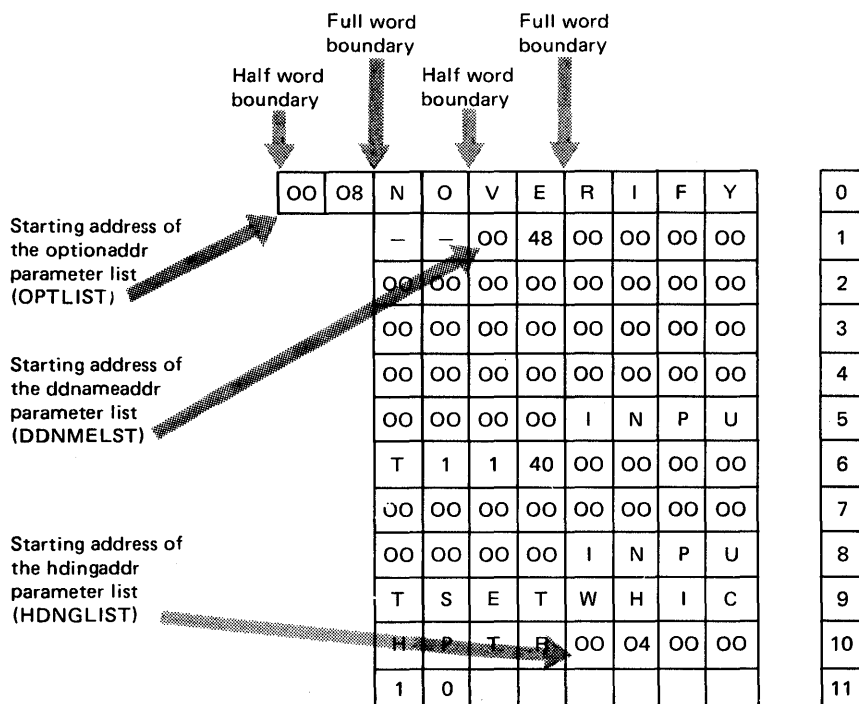 Full word
boundary
Full word
boundary
Half word
boundary
Half word
boundary
00 08 N O V E R I F Y 0
Starting address of
the optionaddr
parameter list
(OPTLIST)
– – 00 48 00 00 00 00 1
00 00 00 00 00 00 00 00 2
00 00 00 00 00 00 00 00 3
Starting address of
the ddnameaddr
parameter list
(DDNMELST)
00 00 00 00 00 00 00 00 4
00 00 00 00 I N P U 5
T 1 1 40 00 00 00 00 6
00 00 00 00 00 00 00 00 7
Starting address of
the hdingaddr
parameter list
(HDNGLIST)
00 00 00 00 I N P U 8
T S E T W H I C 9
H P T R 00 04 00 00 10
1 0 11